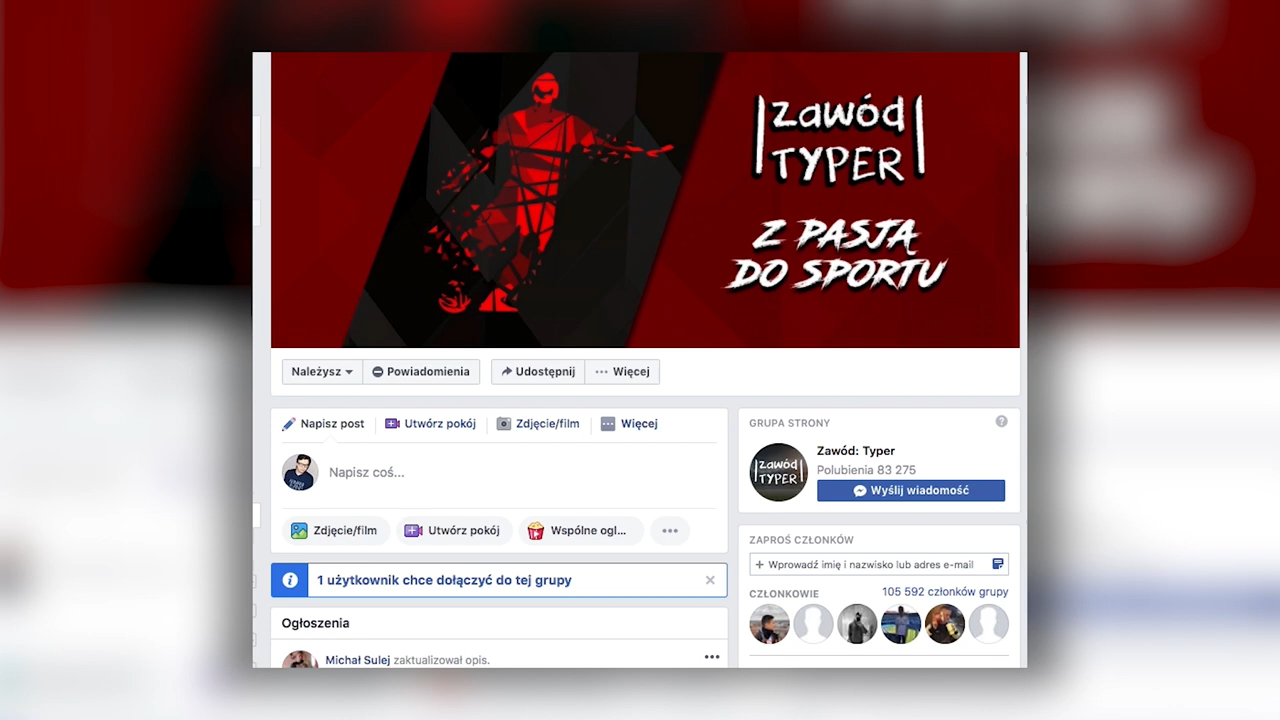 zawód
TYPER
Z PASJĄ
DO SPORTU
Należysz
Powiadomienia
Udostępnij
Więcej
Napisz post
Utwórz pokój
Zdjęcie/film
Więcej
Napisz coś...
Zdjęcie/film
Utwórz pokój
Wspólne ogl...
1 użytkownik chce dołączyć do tej grupy
Ogłoszenia
Michał Sulej zaktualizował opis.
GRUPA STRONY
zawód
TYPER
Zawód: Typer
Polubienia 83 275
Wyślij wiadomość
ZAPROŚ CZŁONKÓW
+ Wprowadź imię i nazwisko lub adres e-mail
CZŁONKOWIE
105 592 członków grupy